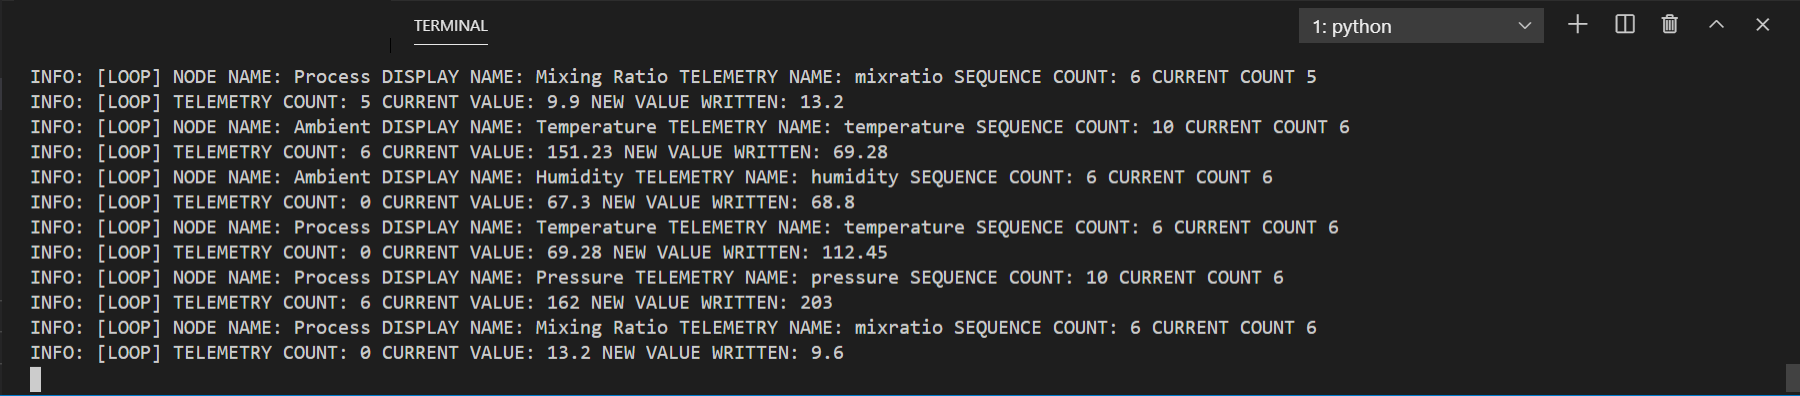 TERMINAL
1: python
INFO: [LOOP] NODE NAME: Process DISPLAY NAME: Mixing Ratio TELEMETRY NAME: mixratio SEQUENCE COUNT: 6 CURRENT COUNT 5
INFO: [LOOP] TELEMETRY COUNT: 5 CURRENT VALUE: 9.9 NEW VALUE WRITTEN: 13.2
INFO: [LOOP] NODE NAME: Ambient DISPLAY NAME: Temperature TELEMETRY NAME: temperature SEQUENCE COUNT: 10 CURRENT COUNT 6
INFO: [LOOP] TELEMETRY COUNT: 6 CURRENT VALUE: 151.23 NEW VALUE WRITTEN: 69.28
INFO: [LOOP] NODE NAME: Ambient DISPLAY NAME: Humidity TELEMETRY NAME: humidity SEQUENCE COUNT: 6 CURRENT COUNT 6
INFO: [LOOP] TELEMETRY COUNT: 0 CURRENT VALUE: 67.3 NEW VALUE WRITTEN: 68.8
INFO: [LOOP] NODE NAME: Process DISPLAY NAME: Temperature TELEMETRY NAME: temperature SEQUENCE COUNT: 6 CURRENT COUNT 6
INFO: [LOOP] TELEMETRY COUNT: 0 CURRENT VALUE: 69.28 NEW VALUE WRITTEN: 112.45
INFO: [LOOP] NODE NAME: Process DISPLAY NAME: Pressure TELEMETRY NAME: pressure SEQUENCE COUNT: 10 CURRENT COUNT 6
INFO: [LOOP] TELEMETRY COUNT: 6 CURRENT VALUE: 162 NEW VALUE WRITTEN: 203
INFO: [LOOP] NODE NAME: Process DISPLAY NAME: Mixing Ratio TELEMETRY NAME: mixratio SEQUENCE COUNT: 6 CURRENT COUNT 6
INFO: [LOOP] TELEMETRY COUNT: 0 CURRENT VALUE: 13.2 NEW VALUE WRITTEN: 9.6